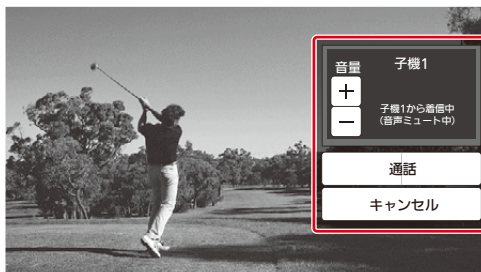 音量
子機1
+
−
子機1から着信中
（音声ミュート中）
通話
キャンセル